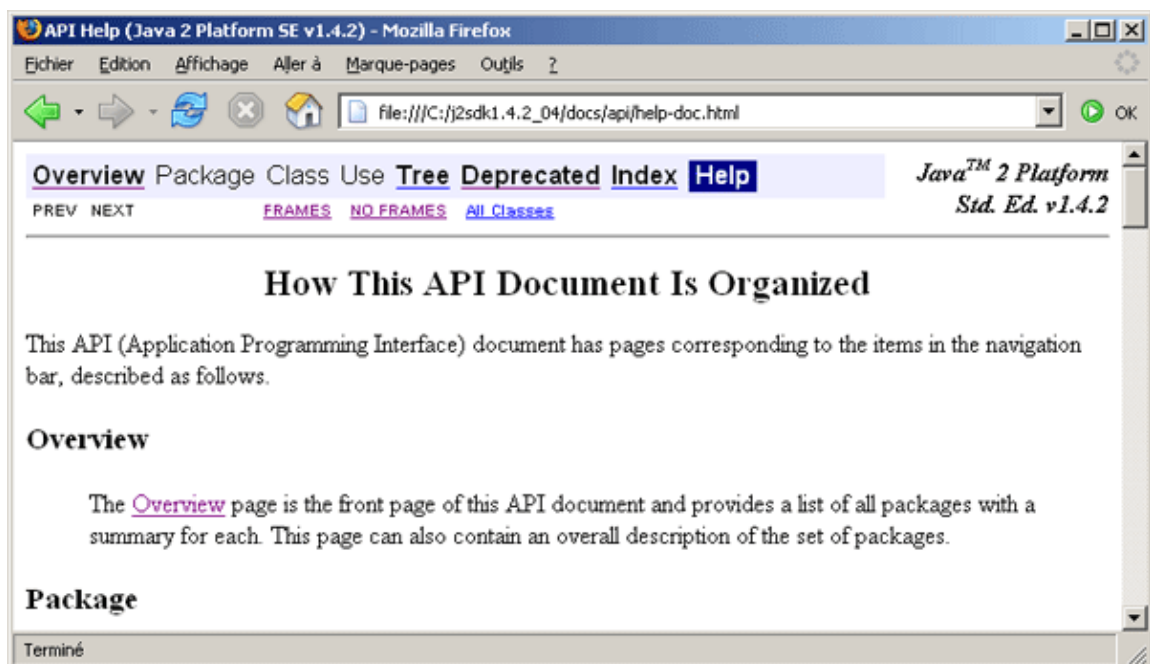 API Help (Java 2 Platform SE v1.4.2) - Mozilla Firefox
Fichier Edition Affichage Aller à Marque-pages Outils ?
file:///C:/j2sdk1.4.2_04/docs/api/help-doc.html OK
Overview Package Class Use Tree Deprecated Index Help
Java™ 2 Platform
Std. Ed. v1.4.2
PREV NEXT FRAMES NO FRAMES All Classes
How This API Document Is Organized
This API (Application Programming Interface) document has pages corresponding to the items in the navigation
bar, described as follows.
Overview
The Overview page is the front page of this API document and provides a list of all packages with a
summary for each. This page can also contain an overall description of the set of packages.
Package
Terminé